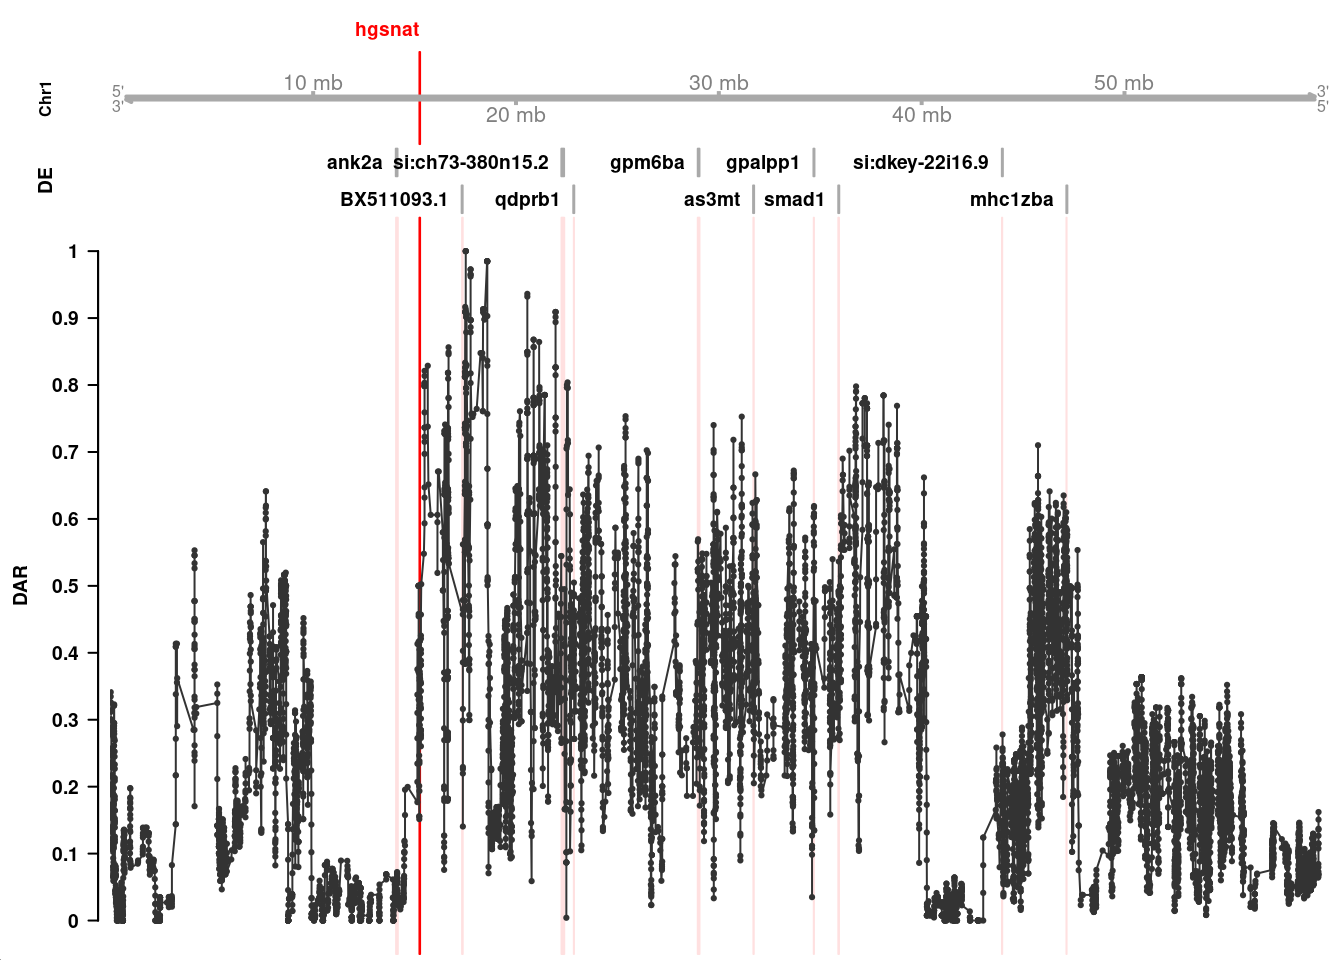 hgsnat
Chr1
5'
3'
10 mb
30 mb
50 mb
3'
5'
20 mb
40 mb
DE
ank2a
si:ch73-380n15.2
gpm6ba
gpalpp1
si:dkey-22i16.9
BX511093.1
qdprb1
as3mt
smad1
mhc1zba
DAR
1
0.9
0.8
0.7
0.6
0.5
0.4
0.3
0.2
0.1
0